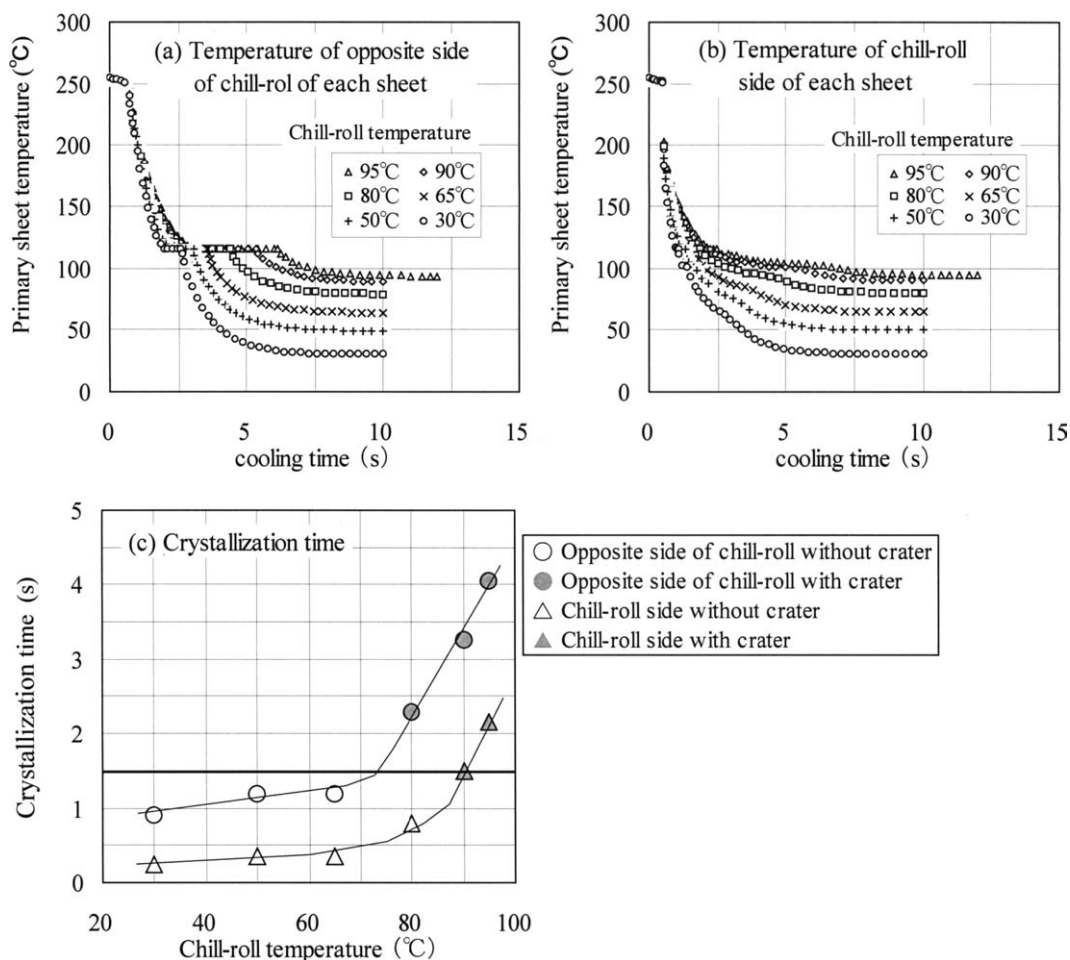 300
250
200
150
100
50
0
Primary sheet temperature (℃)
(a) Temperature of opposite side
of chill-rol of each sheet
Chill-roll temperature
95℃ 90℃
80℃ 65℃
50℃ 30℃
0 5 10 15
cooling time (s)
300
250
200
150
100
50
0
Primary sheet temperature (℃)
(b) Temperature of chill-roll
side of each sheet
Chill-roll temperature
95℃ 90℃
80℃ 65℃
50℃ 30℃
0 5 10 15
cooling time (s)
5
4
3
2
1
0
Crystallization time (s)
(c) Crystallization time
20 40 60 80 100
Chill-roll temperature (℃)
Opposite side of chill-roll without crater
Opposite side of chill-roll with crater
Chill-roll side without crater
Chill-roll side with crater